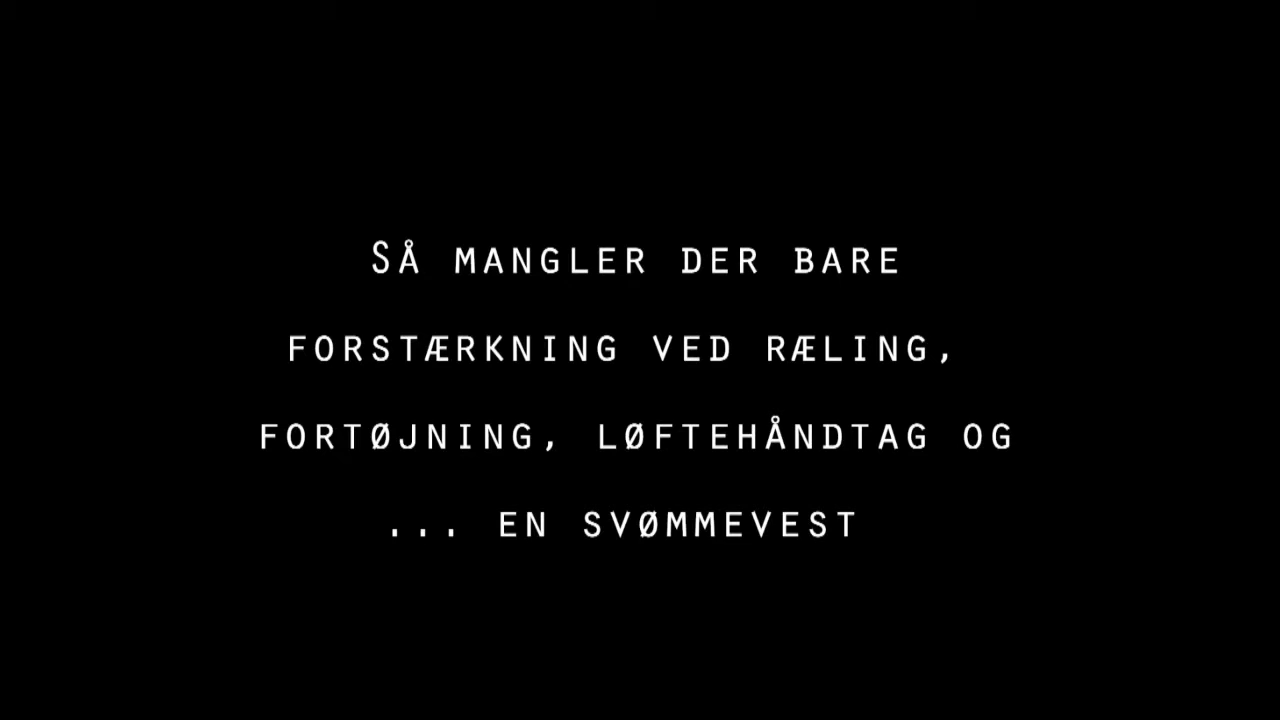 Så mangler der bare
forstærkning ved ræling,
fortøjning, løftehåndtag og
... en svømmevest